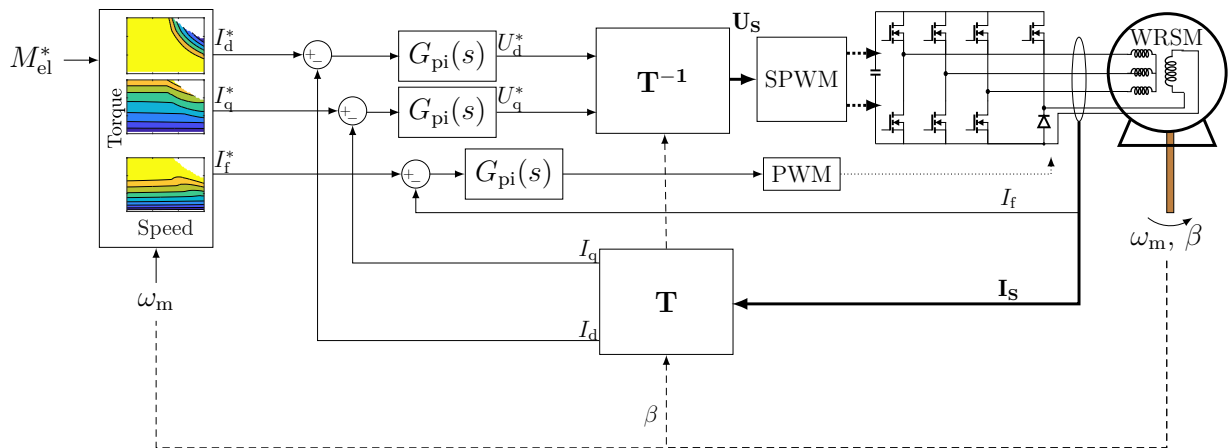 M*el
Torque
Speed
I*d
I*q
I*f
ωm
+
−
+
−
+
−
Gpi(s)
Gpi(s)
Gpi(s)
U*d
U*q
T−1
US
SPWM
PWM
WRSM
If
Iq
Id
T
IS
β
ωm, β